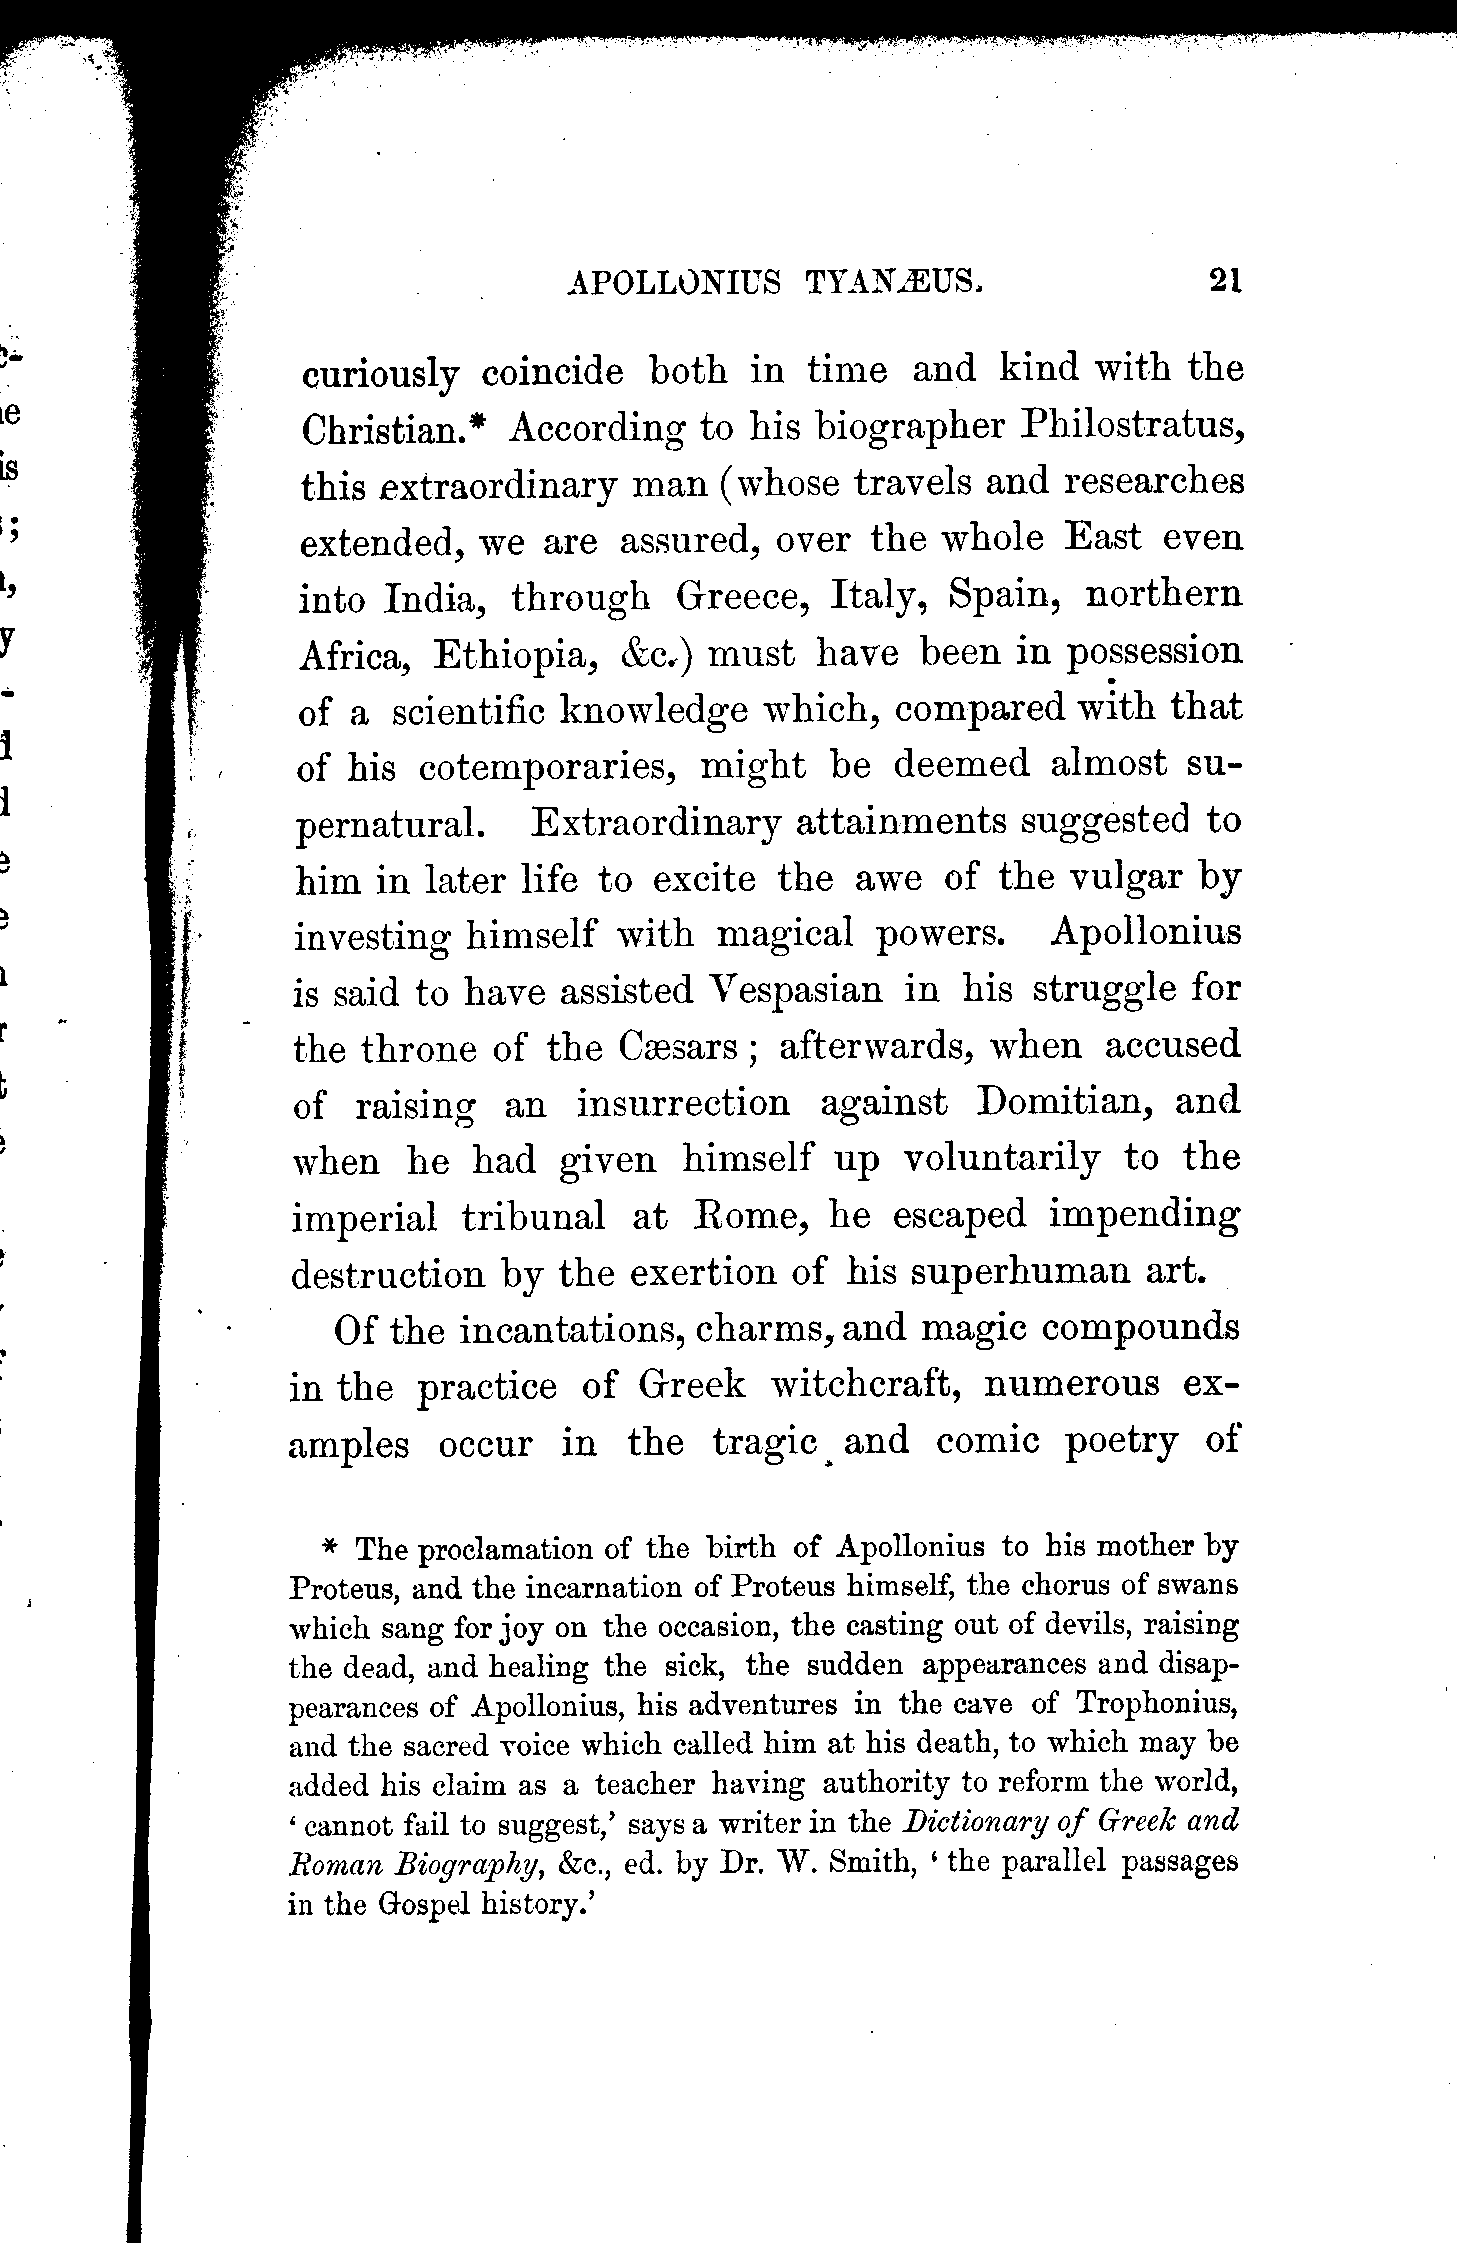 APOLLONIUS TYANÆUS. 21
curiously coincide both in time and kind with the
Christian.* According to his biographer Philostratus,
this extraordinary man (whose travels and researches
extended, we are assured, over the whole East even
into India, through Greece, Italy, Spain, northern
Africa, Ethiopia, &c.) must have been in possession
of a scientific knowledge which, compared with that
of his cotemporaries, might be deemed almost su-
pernatural. Extraordinary attainments suggested to
him in later life to excite the awe of the vulgar by
investing himself with magical powers. Apollonius
is said to have assisted Vespasian in his struggle for
the throne of the Cæsars ; afterwards, when accused
of raising an insurrection against Domitian, and
when he had given himself up voluntarily to the
imperial tribunal at Rome, he escaped impending
destruction by the exertion of his superhuman art.
Of the incantations, charms, and magic compounds
in the practice of Greek witchcraft, numerous ex-
amples occur in the tragic and comic poetry of
* The proclamation of the birth of Apollonius to his mother by
Proteus, and the incarnation of Proteus himself, the chorus of swans
which sang for joy on the occasion, the casting out of devils, raising
the dead, and healing the sick, the sudden appearances and disap-
pearances of Apollonius, his adventures in the cave of Trophonius,
and the sacred voice which called him at his death, to which may be
added his claim as a teacher having authority to reform the world,
‘ cannot fail to suggest,’ says a writer in the Dictionary of Greek and
Roman Biography, &c., ed. by Dr. W. Smith, ‘ the parallel passages
in the Gospel history.’